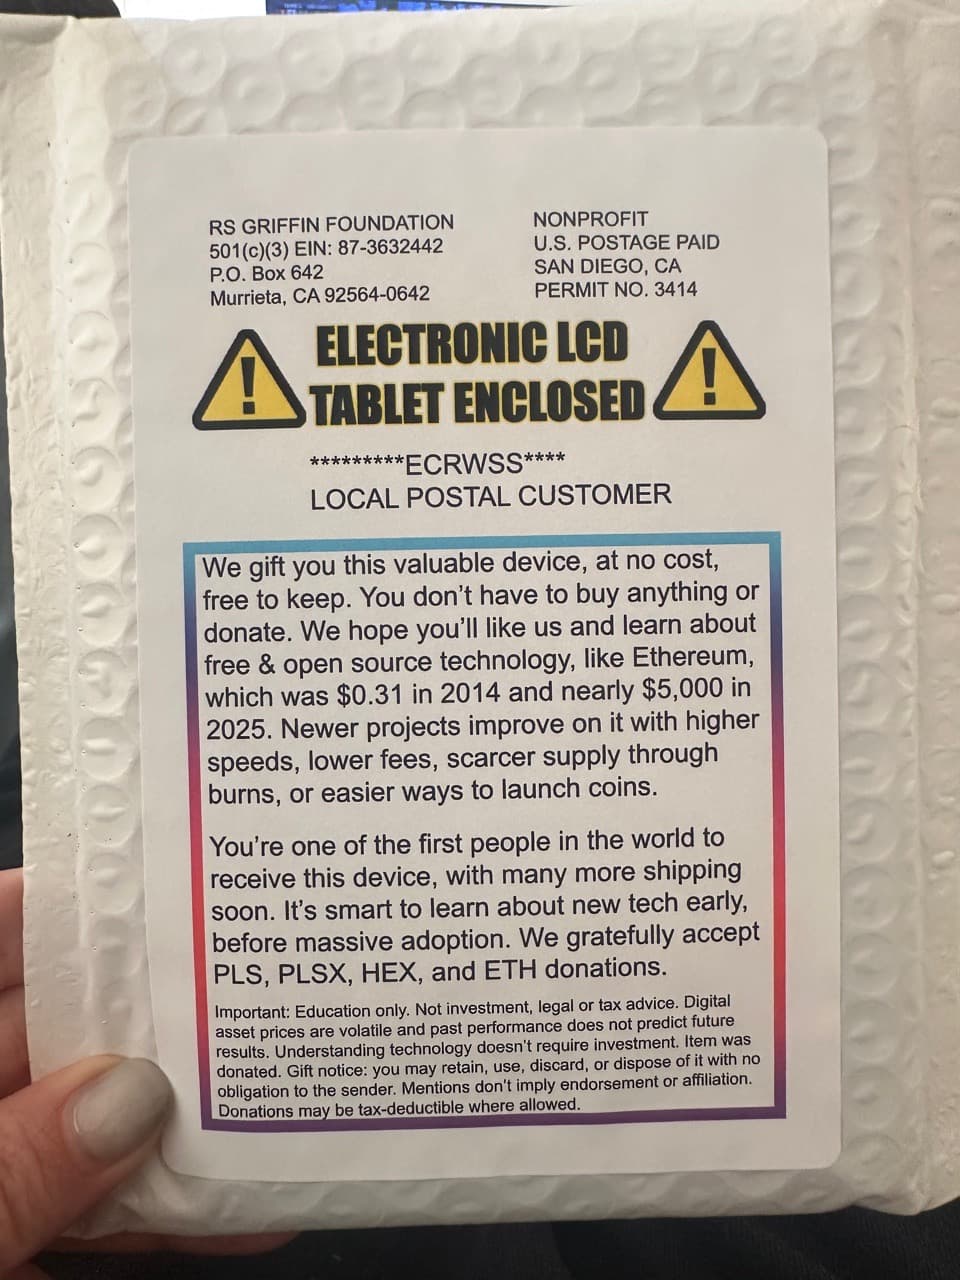 RS GRIFFIN FOUNDATION
501(c)(3) EIN: 87-3632442
P.O. Box 642
Murrieta, CA 92564-0642
NONPROFIT
U.S. POSTAGE PAID
SAN DIEGO, CA
PERMIT NO. 3414
ELECTRONIC LCD
TABLET ENCLOSED
*********ECRWSS****
LOCAL POSTAL CUSTOMER
We gift you this valuable device, at no cost,
free to keep. You don't have to buy anything or
donate. We hope you'll like us and learn about
free & open source technology, like Ethereum,
which was $0.31 in 2014 and nearly $5,000 in
2025. Newer projects improve on it with higher
speeds, lower fees, scarcer supply through
burns, or easier ways to launch coins.
You're one of the first people in the world to
receive this device, with many more shipping
soon. It's smart to learn about new tech early,
before massive adoption. We gratefully accept
PLS, PLSX, HEX, and ETH donations.
Important: Education only. Not investment, legal or tax advice. Digital
asset prices are volatile and past performance does not predict future
results. Understanding technology doesn't require investment. Item was
donated. Gift notice: you may retain, use, discard, or dispose of it with no
obligation to the sender. Mentions don't imply endorsement or affiliation.
Donations may be tax-deductible where allowed.